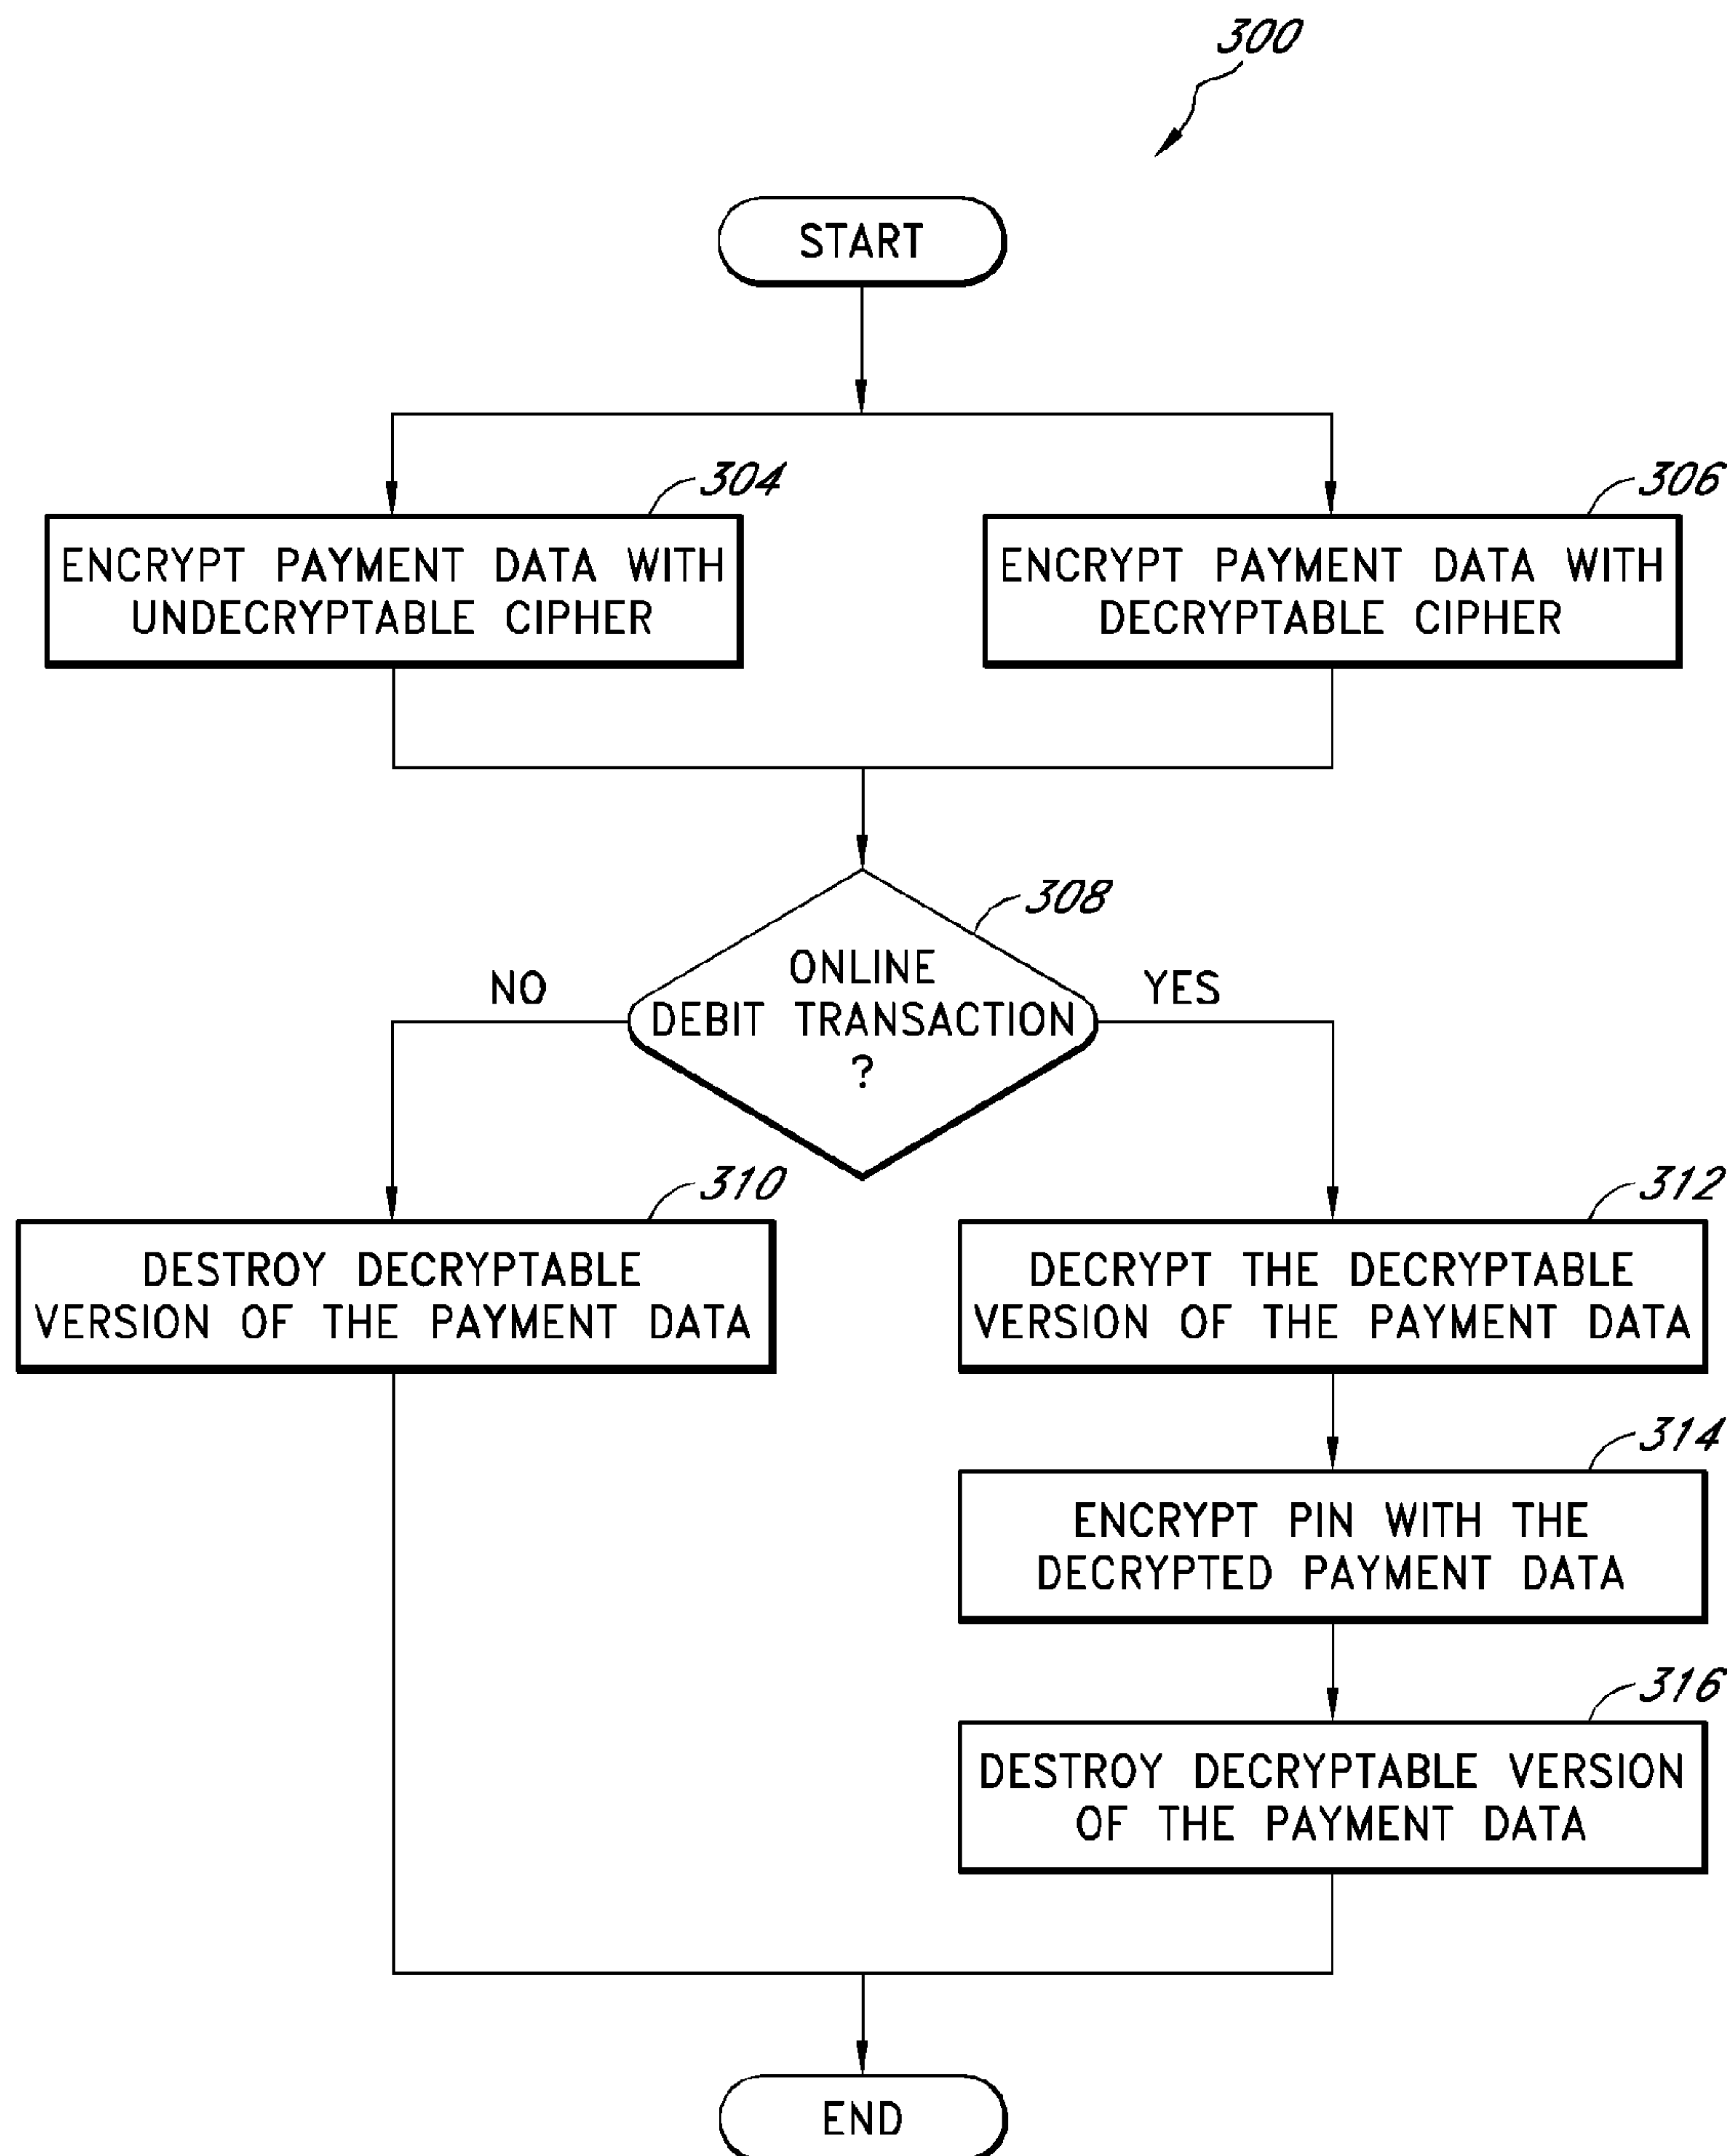 300
START
304
306
ENCRYPT PAYMENT DATA WITH
UNDECRYPTABLE CIPHER
ENCRYPT PAYMENT DATA WITH
DECRYPTABLE CIPHER
308
ONLINE
DEBIT TRANSACTION
?
NO
YES
310
312
DESTROY DECRYPTABLE
VERSION OF THE PAYMENT DATA
DECRYPT THE DECRYPTABLE
VERSION OF THE PAYMENT DATA
314
ENCRYPT PIN WITH THE
DECRYPTED PAYMENT DATA
316
DESTROY DECRYPTABLE VERSION
OF THE PAYMENT DATA
END